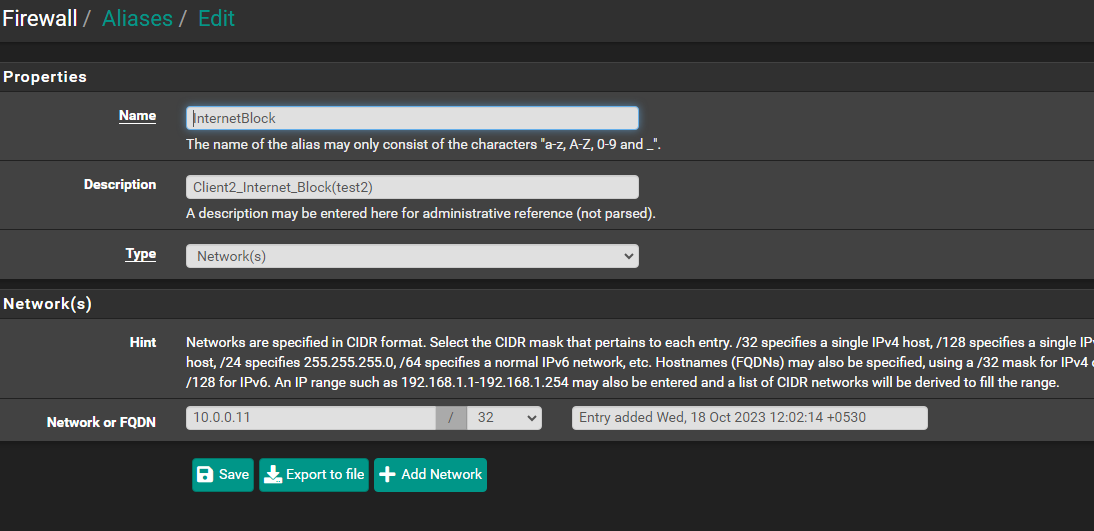 Firewall / Aliases / Edit
Properties
Name InternetBlock
The name of the alias may only consist of the characters "a-z, A-Z, 0-9 and _".
Description Client2_Internet_Block(test2)
A description may be entered here for administrative reference (not parsed).
Type Network(s)
Network(s)
Hint Networks are specified in CIDR format. Select the CIDR mask that pertains to each entry. /32 specifies a single IPv4 host, /128 specifies a single
host, /24 specifies 255.255.255.0, /64 specifies a normal IPv6 network, etc. Hostnames (FQDNs) may also be specified, using a /32 mask for IPv4
/128 for IPv6. An IP range such as 192.168.1.1-192.168.1.254 may also be entered and a list of CIDR networks will be derived to fill the range.
Network or FQDN 10.0.0.11 / 32 Entry added Wed, 18 Oct 2023 12:02:14 +0530
Save Export to file Add Network